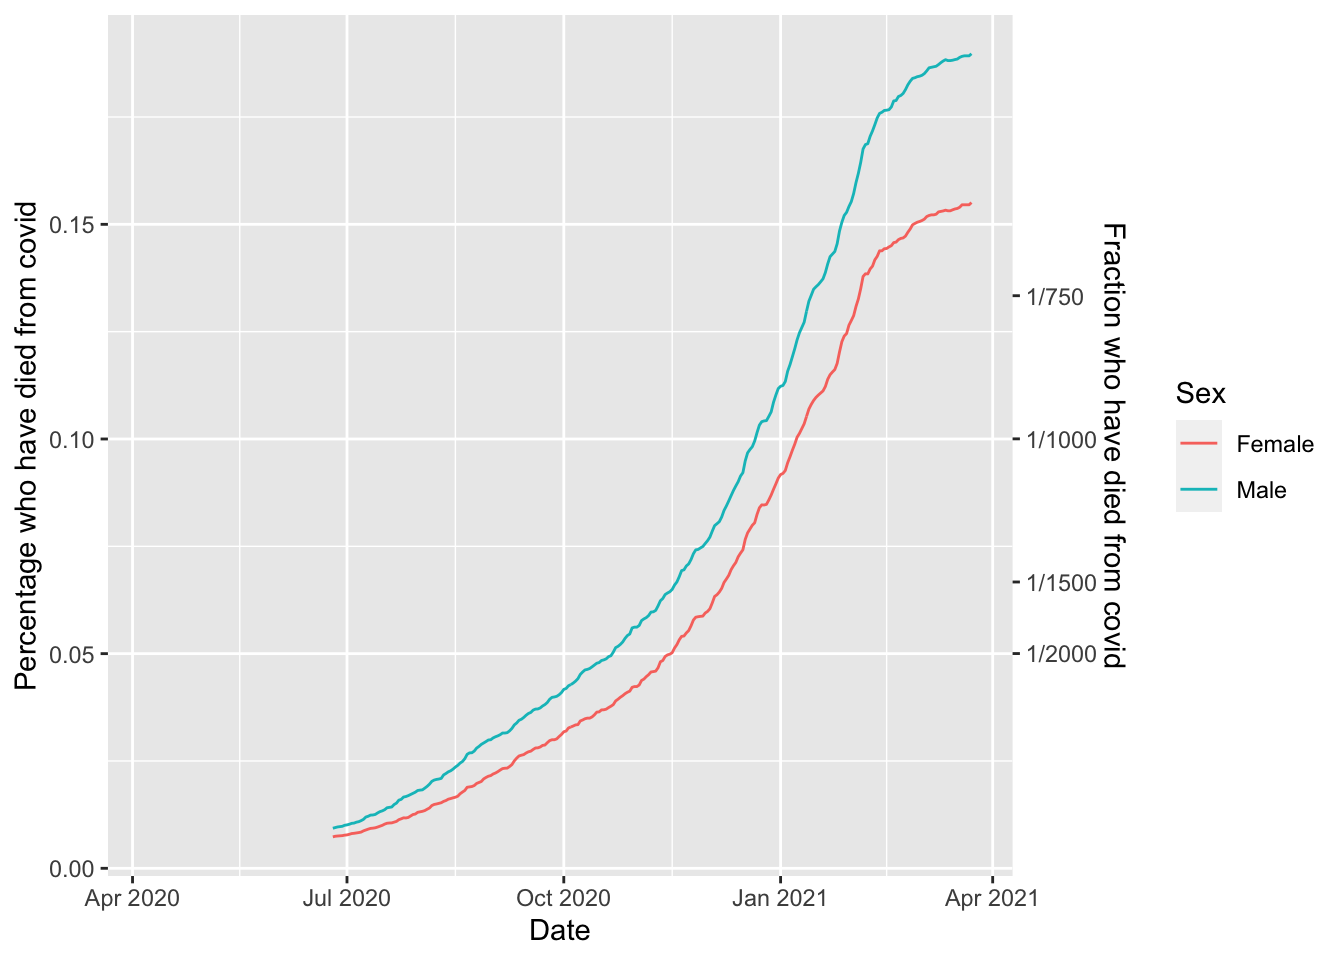 Percentage who have died from covid
0.15
0.10
0.05
0.00
Apr 2020
Jul 2020
Oct 2020
Jan 2021
Apr 2021
Date
1/750
1/1000
1/1500
1/2000
Fraction who have died from covid
Sex
Female
Male